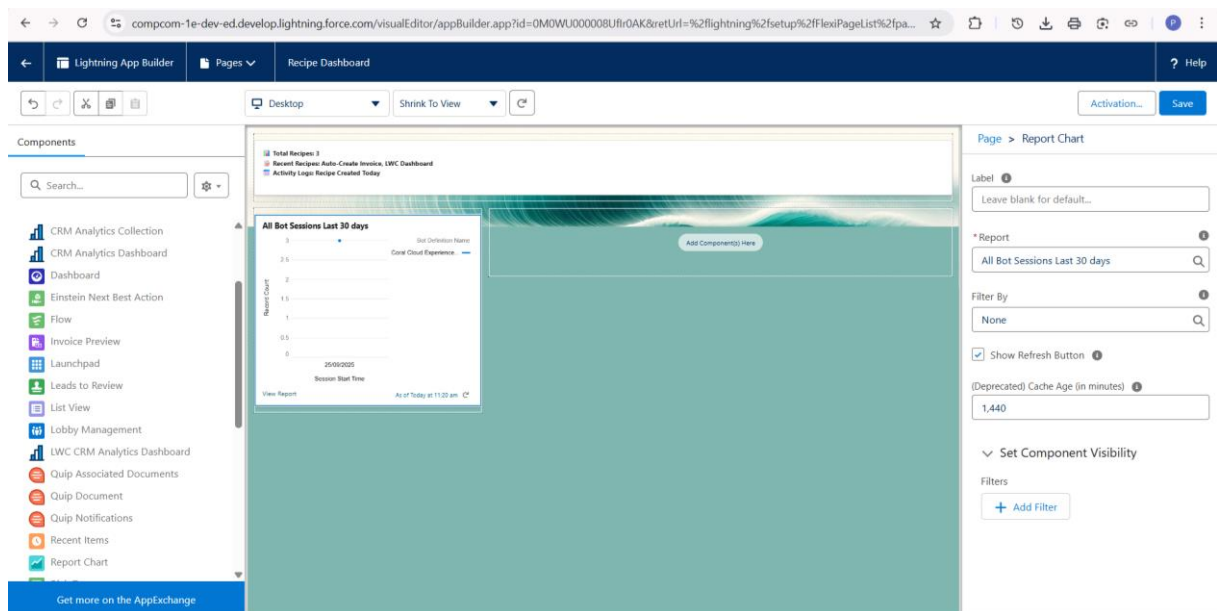 compcom-1e-dev-ed.develop.lightning.force.com/visualEditor/appBuilder.app?id=0M0WU000008Uflr0AK&retUrl=%2flightning%2fsetup%2fFlexiPageList%2fpa...
P
Lightning App Builder
Pages
Recipe Dashboard
? Help
Desktop
Shrink To View
Activation...
Save
Components
Search...
CRM Analytics Collection
CRM Analytics Dashboard
Dashboard
Einstein Next Best Action
Flow
Invoice Preview
Launchpad
Leads to Review
List View
Lobby Management
LWC CRM Analytics Dashboard
Quip Associated Documents
Quip Document
Quip Notifications
Recent Items
Report Chart
Get more on the AppExchange
Total Recipes: 3
Recent Recipes: Auto-Create Invoice, LWC Dashboard
Activity Logs: Recipe Created Today
All Bot Sessions Last 30 days
Bot Definition Name
Coral Cloud Experience...
Record Count
3
2.5
2
1.5
1
0.5
0
25/09/2025
Session Start Time
View Report
As of Today at 11:20 am
Add Component(s) Here
Page > Report Chart
Label
Leave blank for default...
*Report
All Bot Sessions Last 30 days
Filter By
None
Show Refresh Button
(Deprecated) Cache Age (in minutes)
1,440
Set Component Visibility
Filters
+ Add Filter